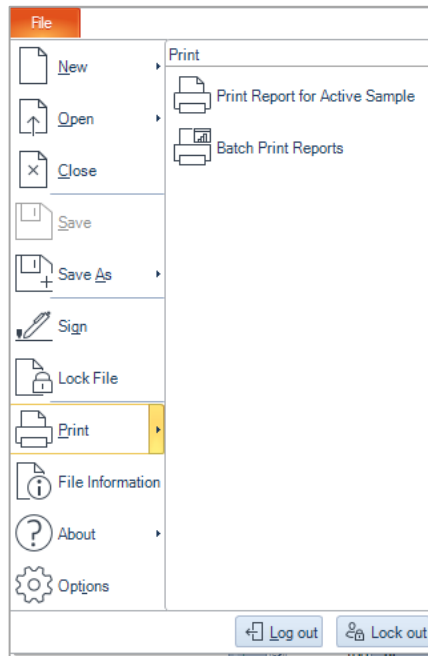 File
New
Open
Close
Save
Save As
Sign
Lock File
Print
File Information
About
Options
Print
Print Report for Active Sample
Batch Print Reports
Log out
Lock out